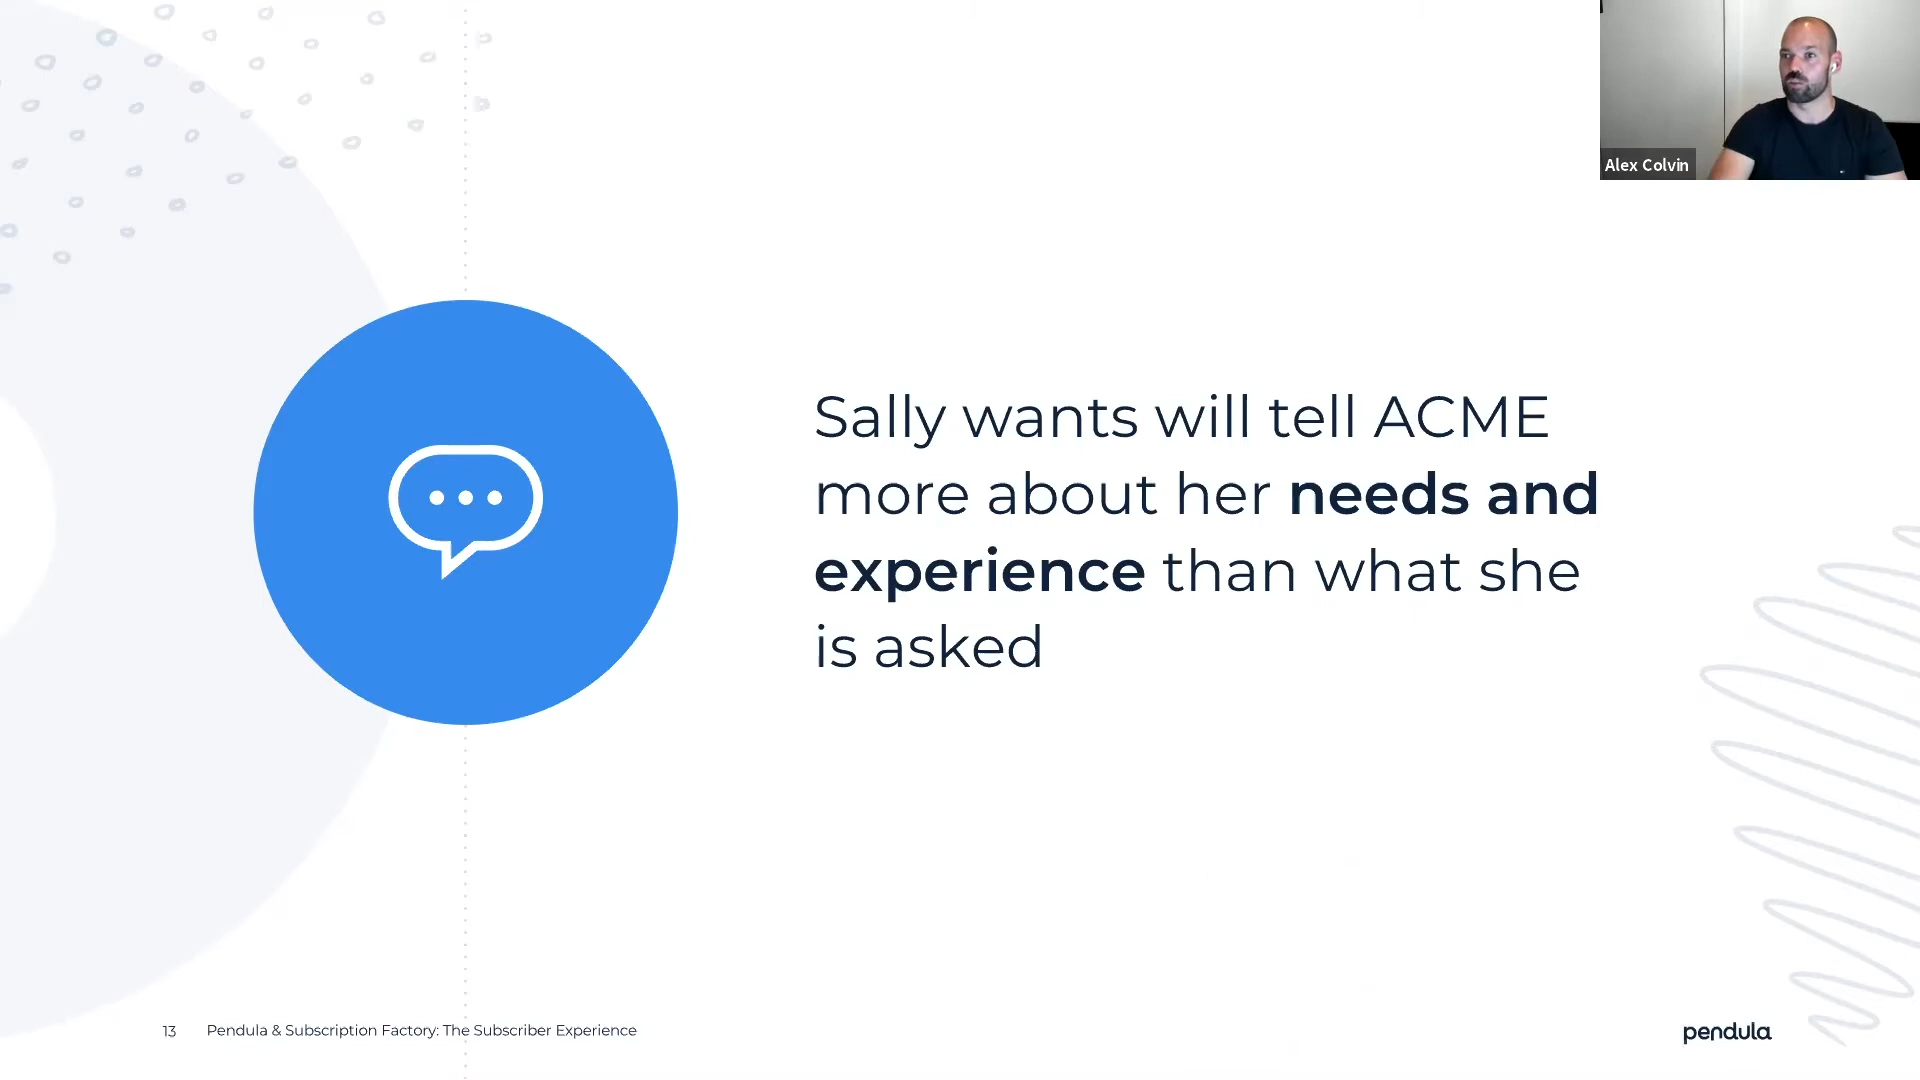 Alex Colvin
Sally wants will tell ACME
more about her needs and
experience than what she
is asked
13 Pendula & Subscription Factory: The Subscriber Experience
pendula